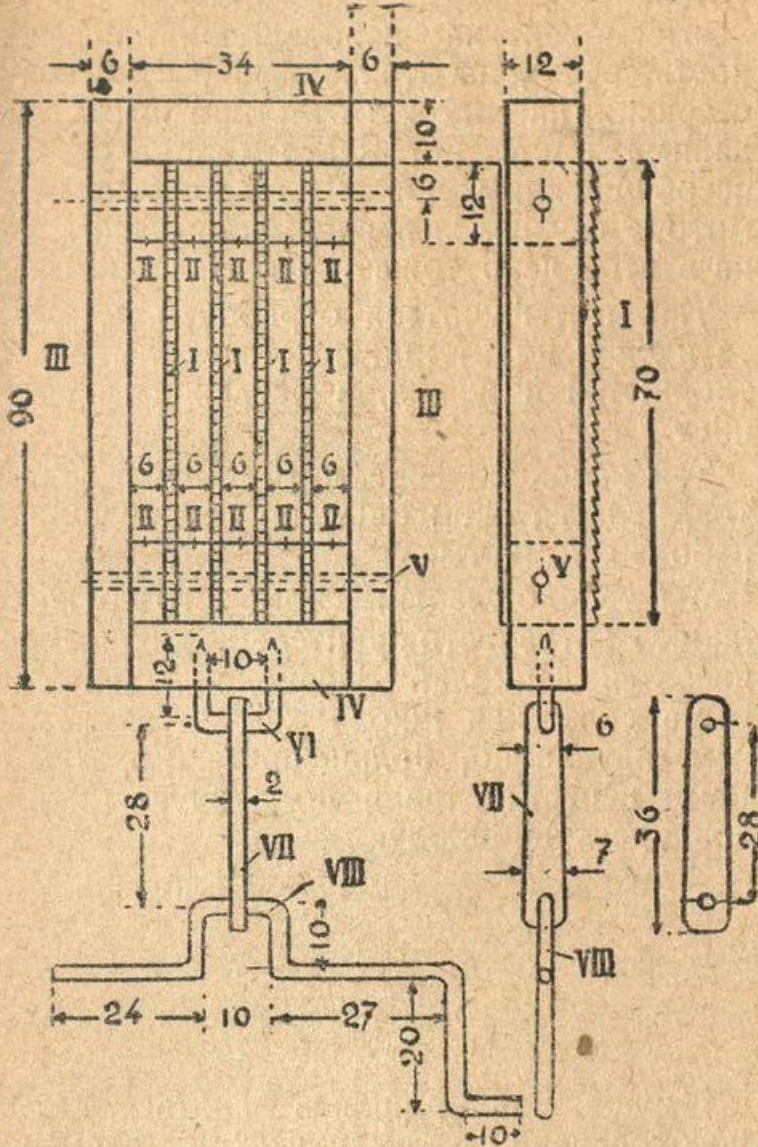 6 34 6 12
IV
10
6
12
II II II II II
I I I I I
III III
90 70
6 6 6 6 6
II II II II II
V V
12 10
IV
VI 6
28 2 VII VII 36 28
7
VIII
10 VIII
24 10 27
20
10